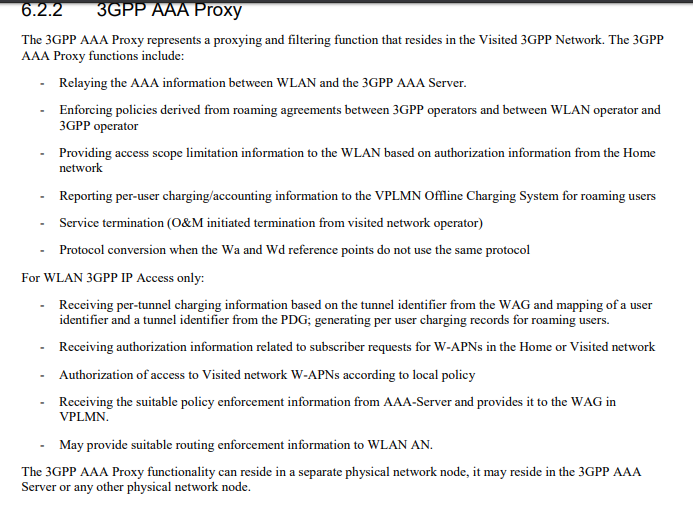 6.2.2 3GPP AAA Proxy
The 3GPP AAA Proxy represents a proxying and filtering function that resides in the Visited 3GPP Network. The 3GPP
AAA Proxy functions include:
- Relaying the AAA information between WLAN and the 3GPP AAA Server.
- Enforcing policies derived from roaming agreements between 3GPP operators and between WLAN operator and
3GPP operator
- Providing access scope limitation information to the WLAN based on authorization information from the Home
network
- Reporting per-user charging/accounting information to the VPLMN Offline Charging System for roaming users
- Service termination (O&M initiated termination from visited network operator)
- Protocol conversion when the Wa and Wd reference points do not use the same protocol
For WLAN 3GPP IP Access only:
- Receiving per-tunnel charging information based on the tunnel identifier from the WAG and mapping of a user
identifier and a tunnel identifier from the PDG; generating per user charging records for roaming users.
- Receiving authorization information related to subscriber requests for W-APNs in the Home or Visited network
- Authorization of access to Visited network W-APNs according to local policy
- Receiving the suitable policy enforcement information from AAA-Server and provides it to the WAG in
VPLMN.
- May provide suitable routing enforcement information to WLAN AN.
The 3GPP AAA Proxy functionality can reside in a separate physical network node, it may reside in the 3GPP AAA
Server or any other physical network node.